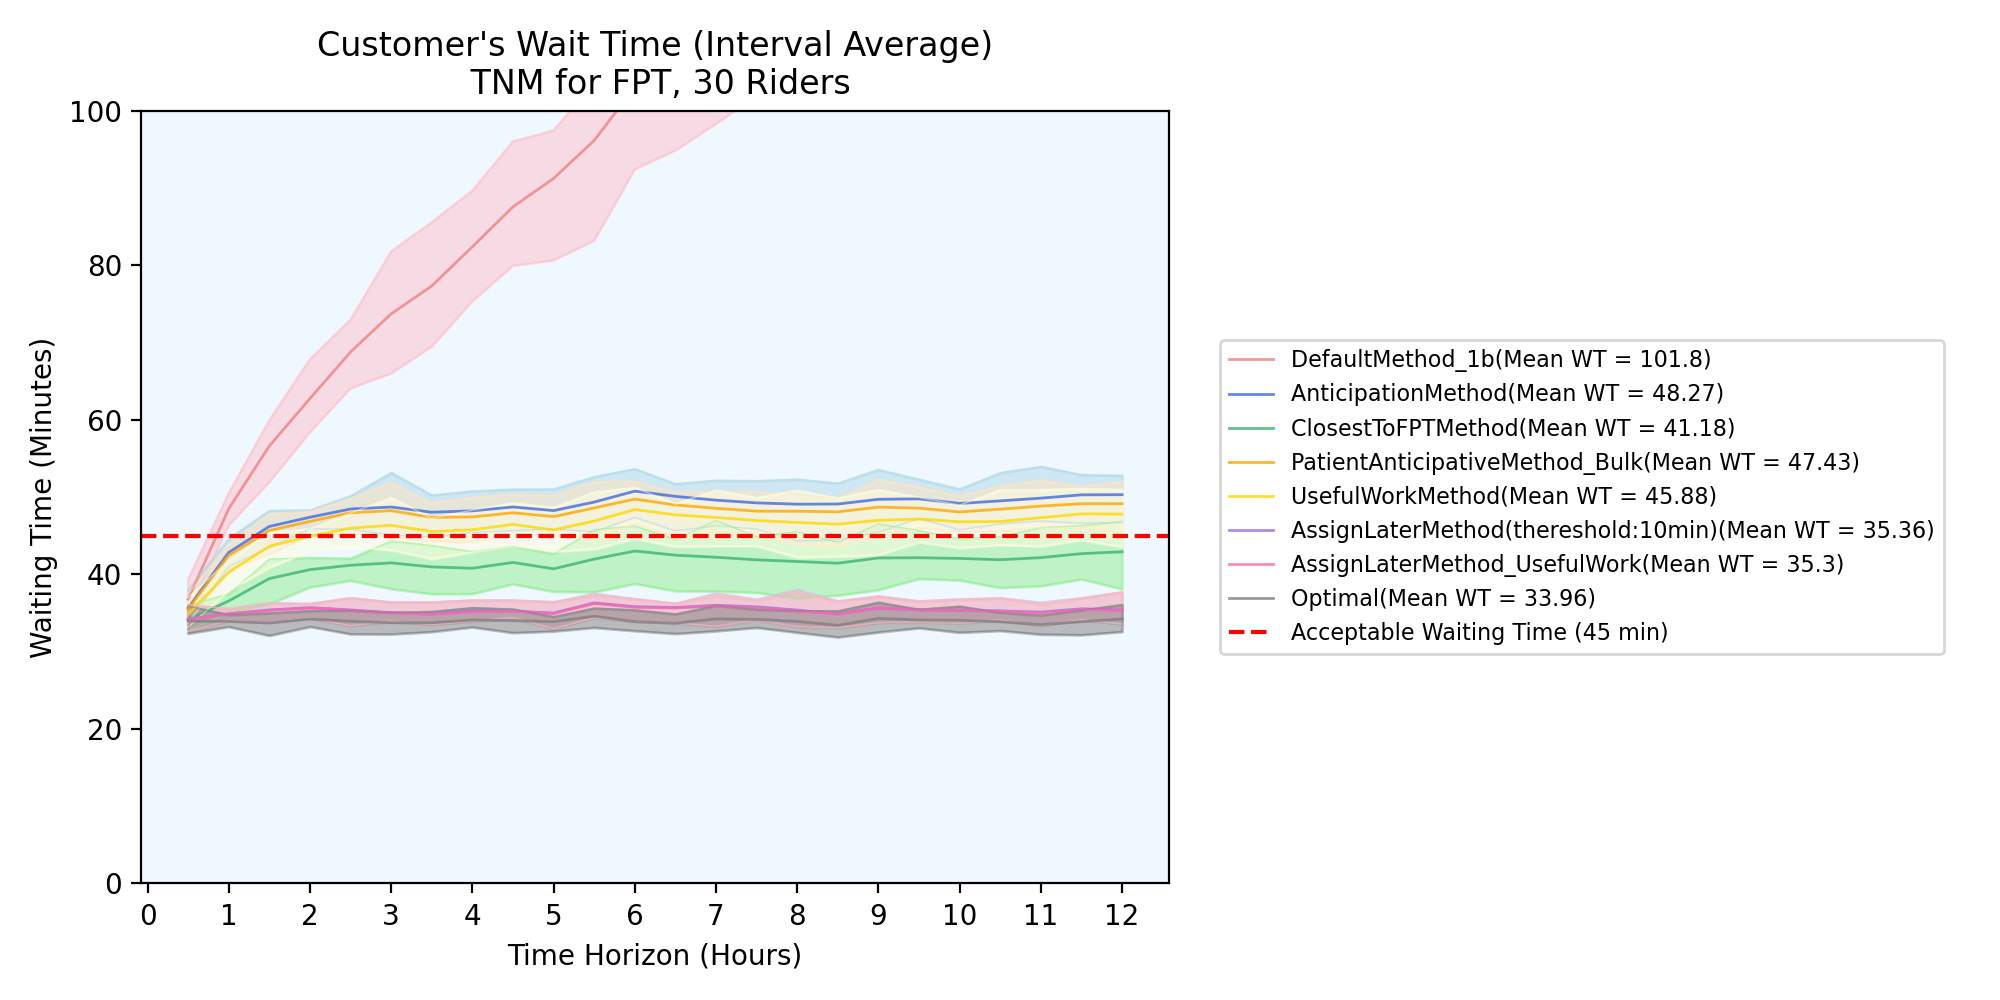 Customer's Wait Time (Interval Average)
TNM for FPT, 30 Riders
100
80
60
40
20
0
Waiting Time (Minutes)
0 1 2 3 4 5 6 7 8 9 10 11 12
Time Horizon (Hours)
DefaultMethod_1b(Mean WT = 101.8)
AnticipationMethod(Mean WT = 48.27)
ClosestToFPTMethod(Mean WT = 41.18)
PatientAnticipativeMethod_Bulk(Mean WT = 47.43)
UsefulWorkMethod(Mean WT = 45.88)
AssignLaterMethod(thereshold:10min)(Mean WT = 35.36)
AssignLaterMethod_UsefulWork(Mean WT = 35.3)
Optimal(Mean WT = 33.96)
Acceptable Waiting Time (45 min)